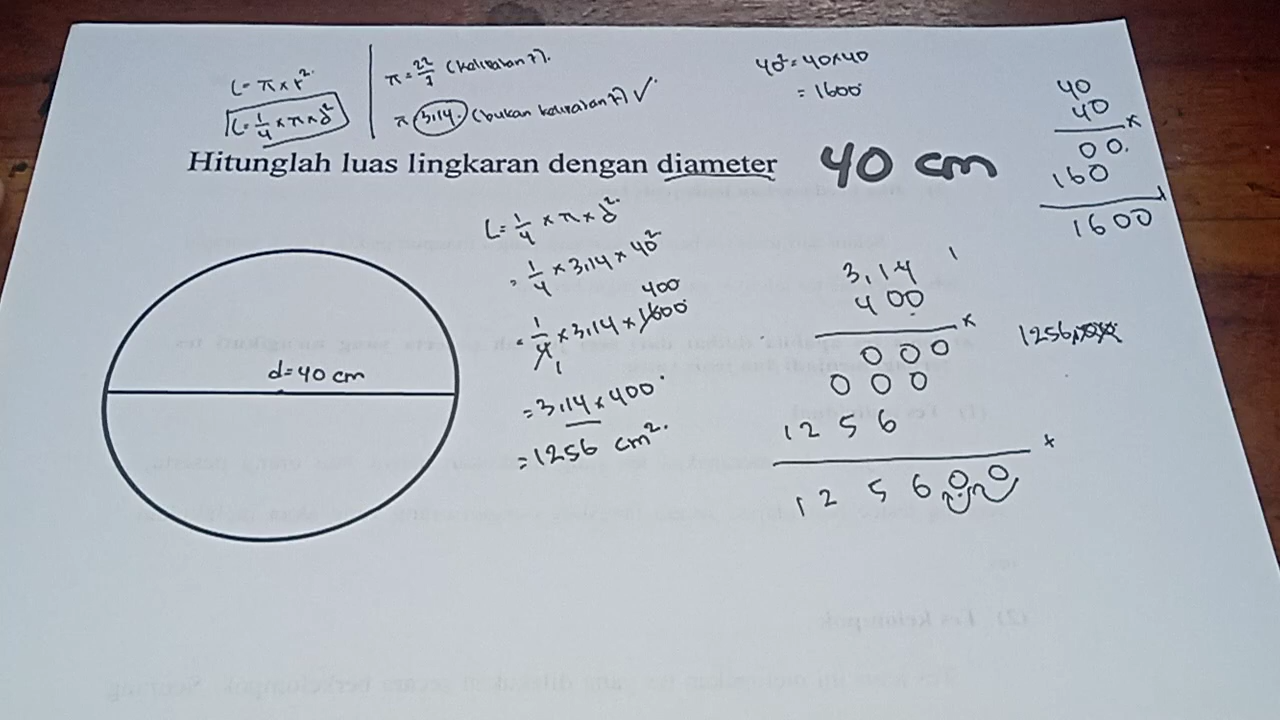 L = π × r²
L = 1/4 × π × d²
π = 22/7 (kelipatan 7).
π 3,14. (bukan kelipatan 7) ✓
40² = 40×40
= 1600
40
40 ×
00.
160 +
1600
Hitunglah luas lingkaran dengan diameter 40 cm
d = 40 cm
L = 1/4 × π × d²
= 1/4 × 3,14 × 40²
400
= 1/4 × 3,14 × 1600
1
= 3,14 × 400
= 1256 cm².
3,14
400 ×
000
000
1256 +
125600
1256,00